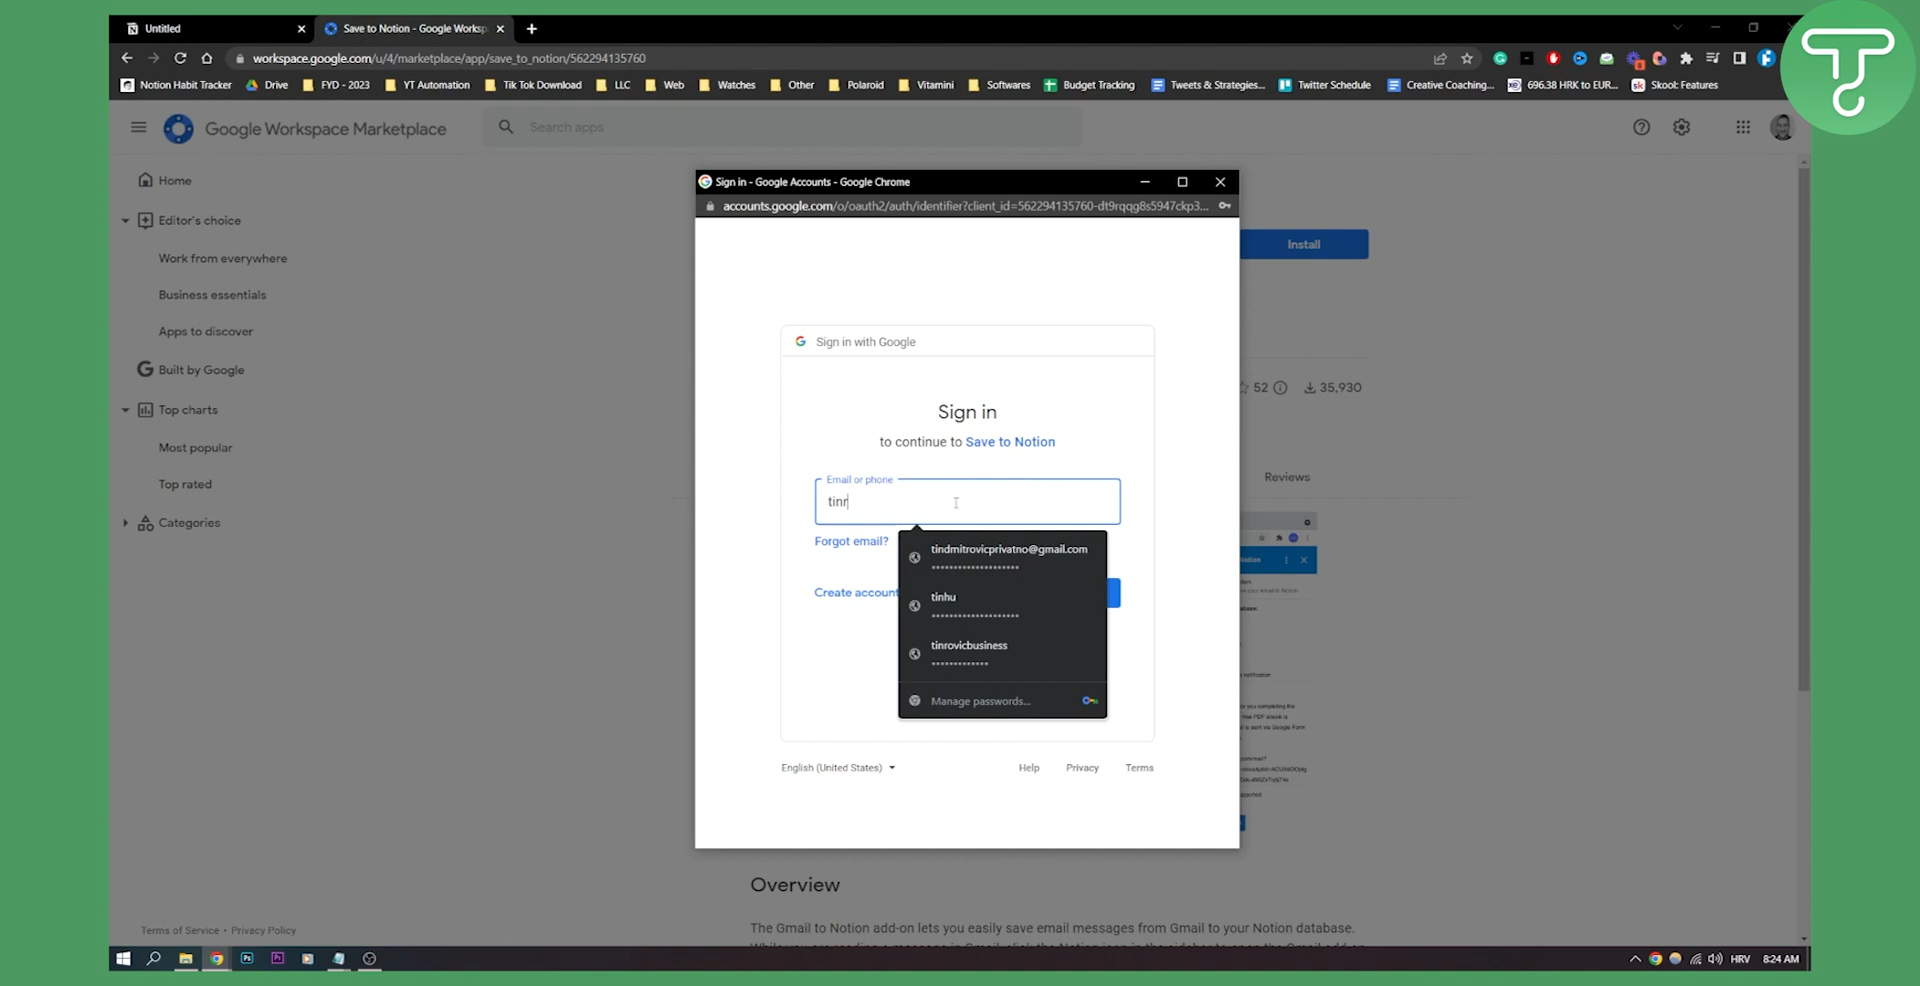 Untitled
Save to Notion - Google Worksp
workspace.google.com/u/4/marketplace/app/save_to_notion/562294135760
Notion Habit Tracker
Drive
FYD - 2023
YT Automation
Tik Tok Download
LLC
Web
Watches
Other
Polaroid
Vitamini
Softwares
Budget Tracking
Tweets & Strategies...
Twitter Schedule
Creative Coaching...
696.38 HRK to EUR...
Skool: Features
Google Workspace Marketplace
Search apps
Home
Editor's choice
Work from everywhere
Business essentials
Apps to discover
Built by Google
Top charts
Most popular
Top rated
Categories
Sign in - Google Accounts - Google Chrome
accounts.google.com/o/oauth2/auth/identifier?client_id=562294135760-dt9rqqg8s5947ckp3...
Sign in with Google
Sign in
to continue to Save to Notion
Email or phone
tinr
Forgot email?
tindmitrovicprivatno@gmail.com
tinhu
tinrovicbusiness
Manage passwords...
Create account
English (United States)
Help
Privacy
Terms
Install
52
35,930
Reviews
Overview
The Gmail to Notion add-on lets you easily save email messages from Gmail to your Notion database.
Terms of Service • Privacy Policy
Ps
Pr
HRV
8:24 AM